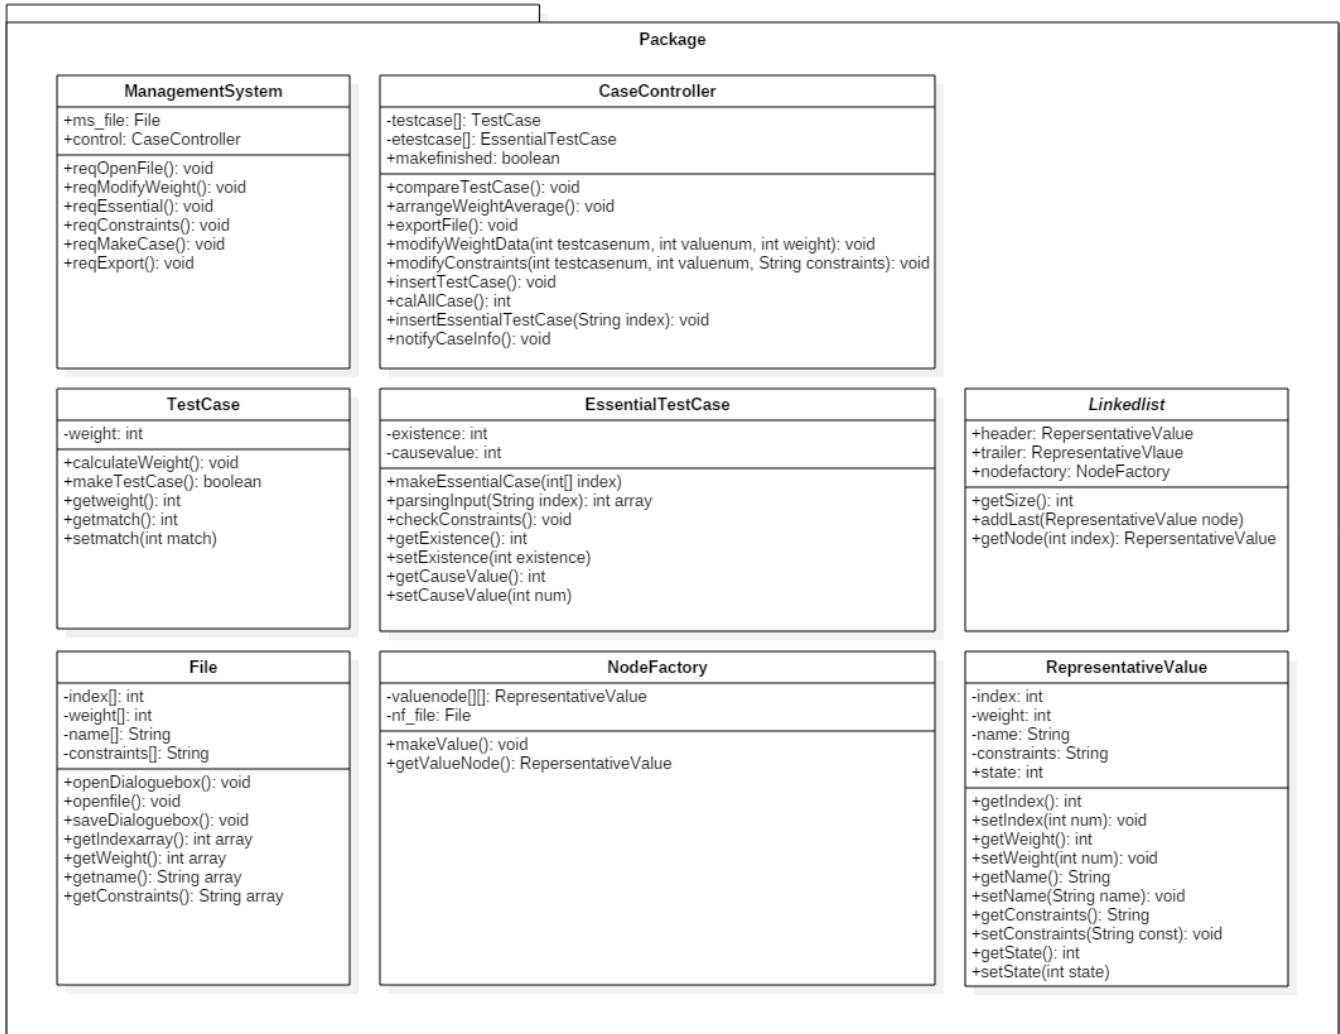 Package
ManagementSystem
+ms_file: File
+control: CaseController
+reqOpenFile(): void
+reqModifyWeight(): void
+reqEssential(): void
+reqConstraints(): void
+reqMakeCase(): void
+reqExport(): void
CaseController
-testcase[]: TestCase
-etestcase[]: EssentialTestCase
+makefinished: boolean
+compareTestCase(): void
+arrangeWeightAverage(): void
+exportFile(): void
+modifyWeightData(int testcasenum, int valuenum, int weight): void
+modifyConstraints(int testcasenum, int valuenum, String constraints): void
+insertTestCase(): void
+calAllCase(): int
+insertEssentialTestCase(String index): void
+notifyCaseInfo(): void
TestCase
-weight: int
+calculateWeight(): void
+makeTestCase(): boolean
+getweight(): int
+getmatch(): int
+setmatch(int match)
EssentialTestCase
-existence: int
-causevalue: int
+makeEssentialCase(int[] index)
+parsingInput(String index): int array
+checkConstraints(): void
+getExistence(): int
+setExistence(int existence)
+getCauseValue(): int
+setCauseValue(int num)
Linkedlist
+header: RepersentativeValue
+trailer: RepresentativeVlaue
+nodefactory: NodeFactory
+getSize(): int
+addLast(RepresentativeValue node)
+getNode(int index): RepersentativeValue
File
-index[]: int
-weight[]: int
-name[]: String
-constraints[]: String
+openDialoguebox(): void
+openfile(): void
+saveDialoguebox(): void
+getIndexarray(): int array
+getWeight(): int array
+getname(): String array
+getConstraints(): String array
NodeFactory
-valuenode[][]: RepresentativeValue
-nf_file: File
+makeValue(): void
+getValueNode(): RepersentativeValue
RepresentativeValue
-index: int
-weight: int
-name: String
-constraints: String
+state: int
+getIndex(): int
+setIndex(int num): void
+getWeight(): int
+setWeight(int num): void
+getName(): String
+setName(String name): void
+getConstraints(): String
+setConstraints(String const): void
+getState(): int
+setState(int state)